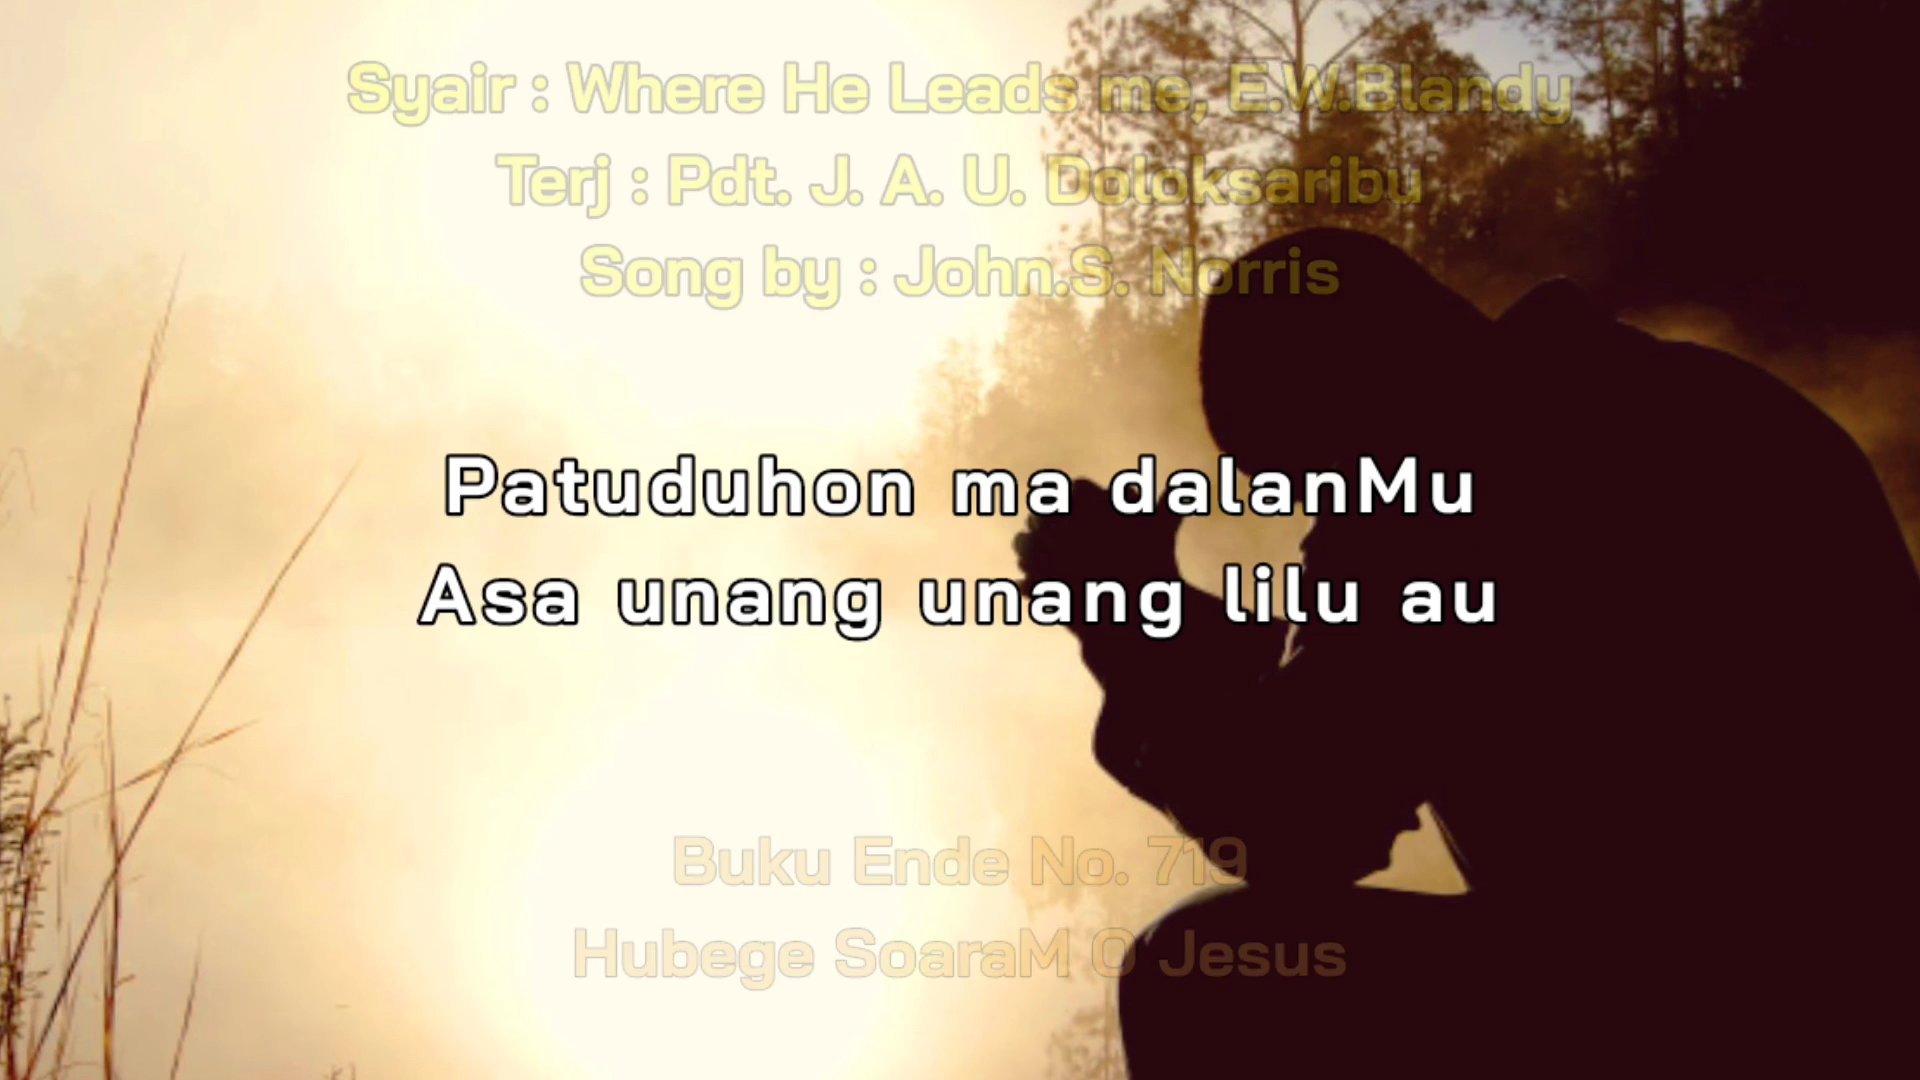 Syair : Where He Leads me, E.W.Blandy
Terj : Pdt. J. A. U. Doloksaribu
Song by : John.S. Norris
Patuduhon ma dalanMu
Asa unang unang lilu au
Buku Ende No. 719
Hubege SoaraM O Jesus